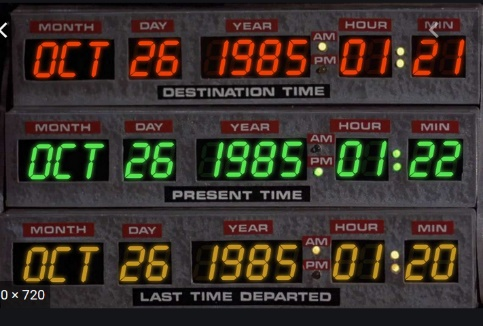 MONTH DAY YEAR HOUR MIN
OCT 26 1985 AM PM 01:21
DESTINATION TIME
MONTH DAY YEAR HOUR MIN
OCT 26 1985 AM PM 01:22
PRESENT TIME
MONTH DAY YEAR HOUR MIN
OCT 26 1985 AM PM 01:20
0 × 720
LAST TIME DEPARTED